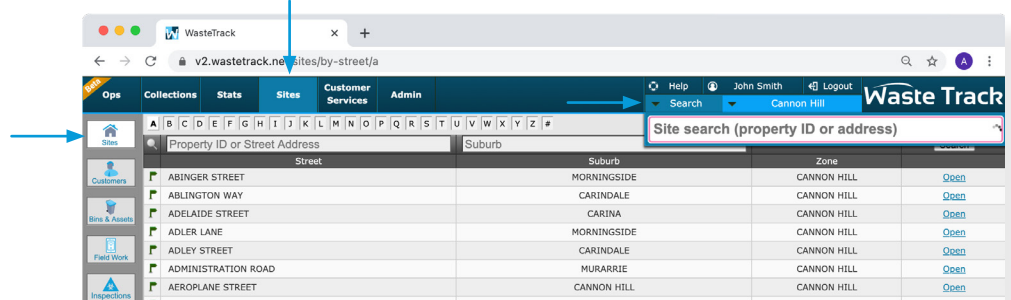 WasteTrack × +
v2.wastetrack.ne sites/by-street/a A
Beta
Ops Collections Stats Sites Customer Services Admin
Help John Smith Logout
Search Cannon Hill
Waste Track
A B C D E F G H I J K L M N O P Q R S T U V W X Y Z #
Site search (property ID or address)
Property ID or Street Address Suburb Search
Street Suburb Zone
ABINGER STREET MORNINGSIDE CANNON HILL Open
ABLINGTON WAY CARINDALE CANNON HILL Open
ADELAIDE STREET CARINA CANNON HILL Open
ADLER LANE MORNINGSIDE CANNON HILL Open
ADLEY STREET CARINDALE CANNON HILL Open
ADMINISTRATION ROAD MURARRIE CANNON HILL Open
AEROPLANE STREET CANNON HILL CANNON HILL Open
Sites
Customers
Bins & Assets
Field Work
Inspections